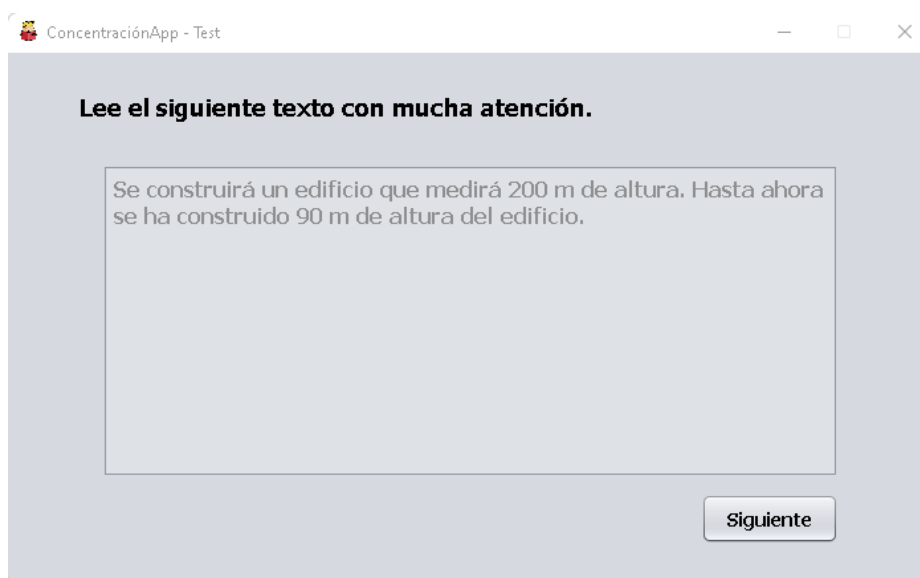 ConcentraciónApp - Test
Lee el siguiente texto con mucha atención.
Se construirá un edificio que medirá 200 m de altura. Hasta ahora
se ha construido 90 m de altura del edificio.
Siguiente